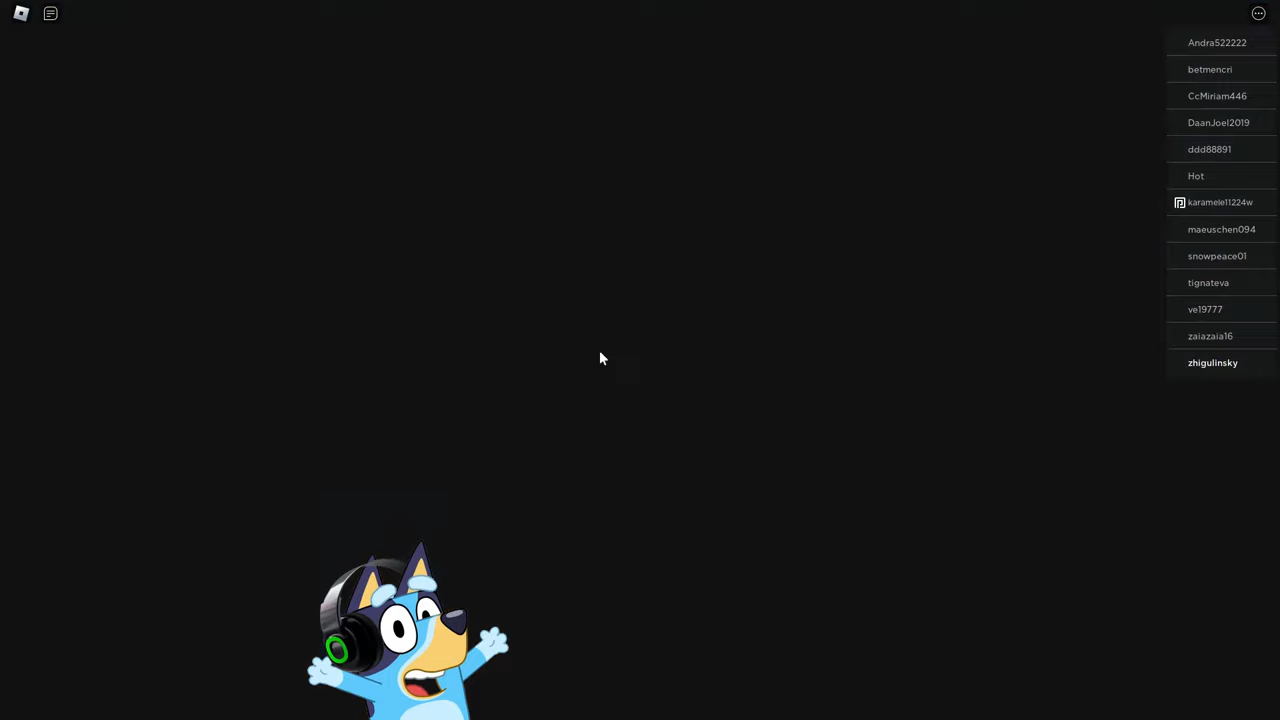 Andra522222
betmencri
CcMiriam446
DaanJoel2019
ddd88891
Hot
karamele11224w
maeuschen094
snowpeace01
tignateva
ve19777
zaiazaia16
zhigulinsky